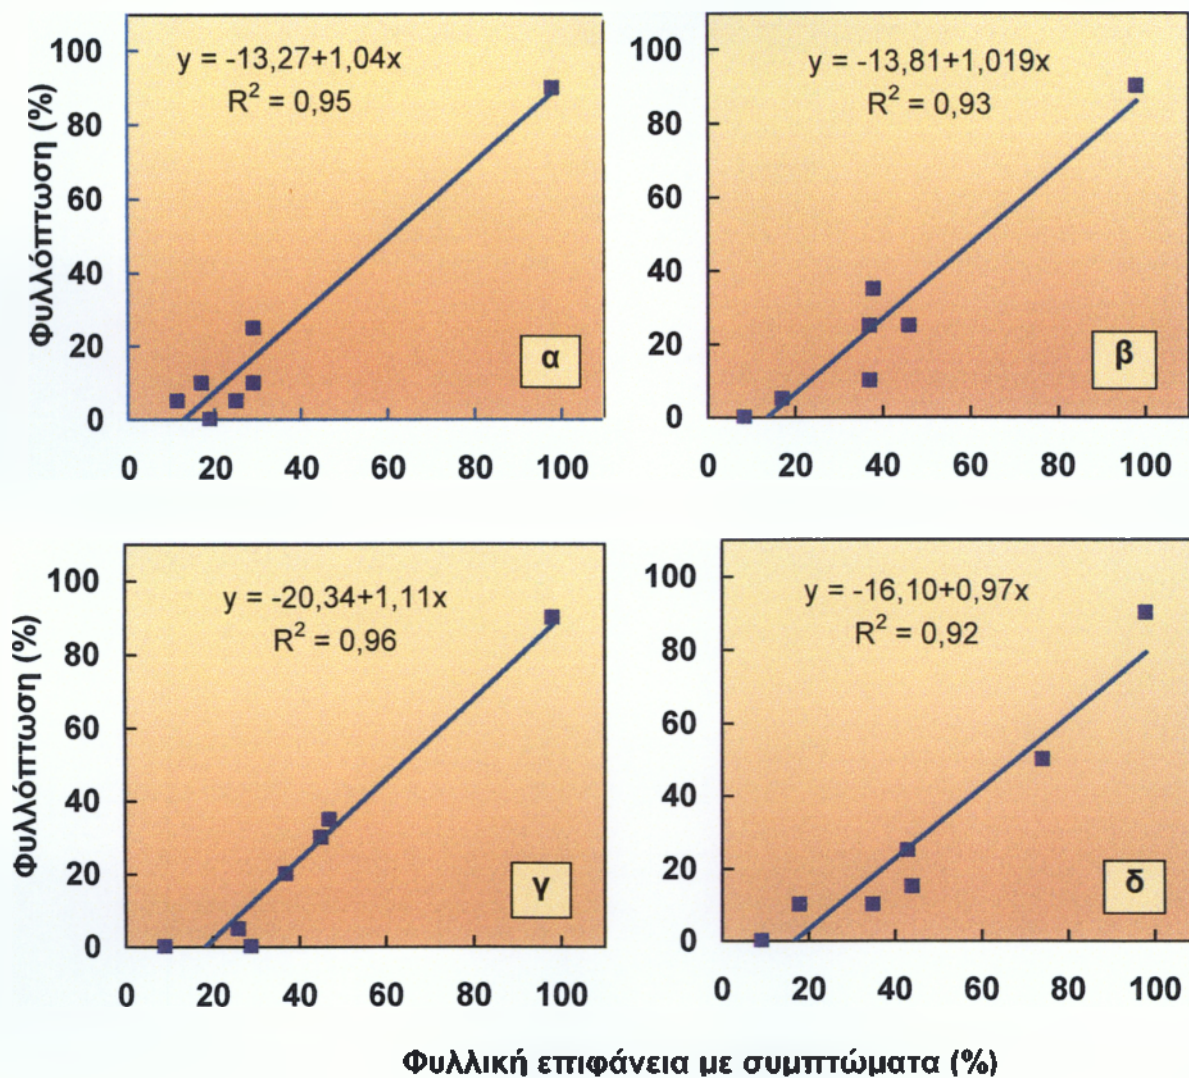 y = -13,27+1,04x
R² = 0,95
Φυλλόπτωση (%)
100
80
60
40
20
0
0 20 40 60 80 100
α
y = -13,81+1,019x
R² = 0,93
100
80
60
40
20
0
0 20 40 60 80 100
β
y = -20,34+1,11x
R² = 0,96
Φυλλόπτωση (%)
100
80
60
40
20
0
0 20 40 60 80 100
γ
y = -16,10+0,97x
R² = 0,92
100
80
60
40
20
0
0 20 40 60 80 100
δ
Φυλλική επιφάνεια με συμπτώματα (%)